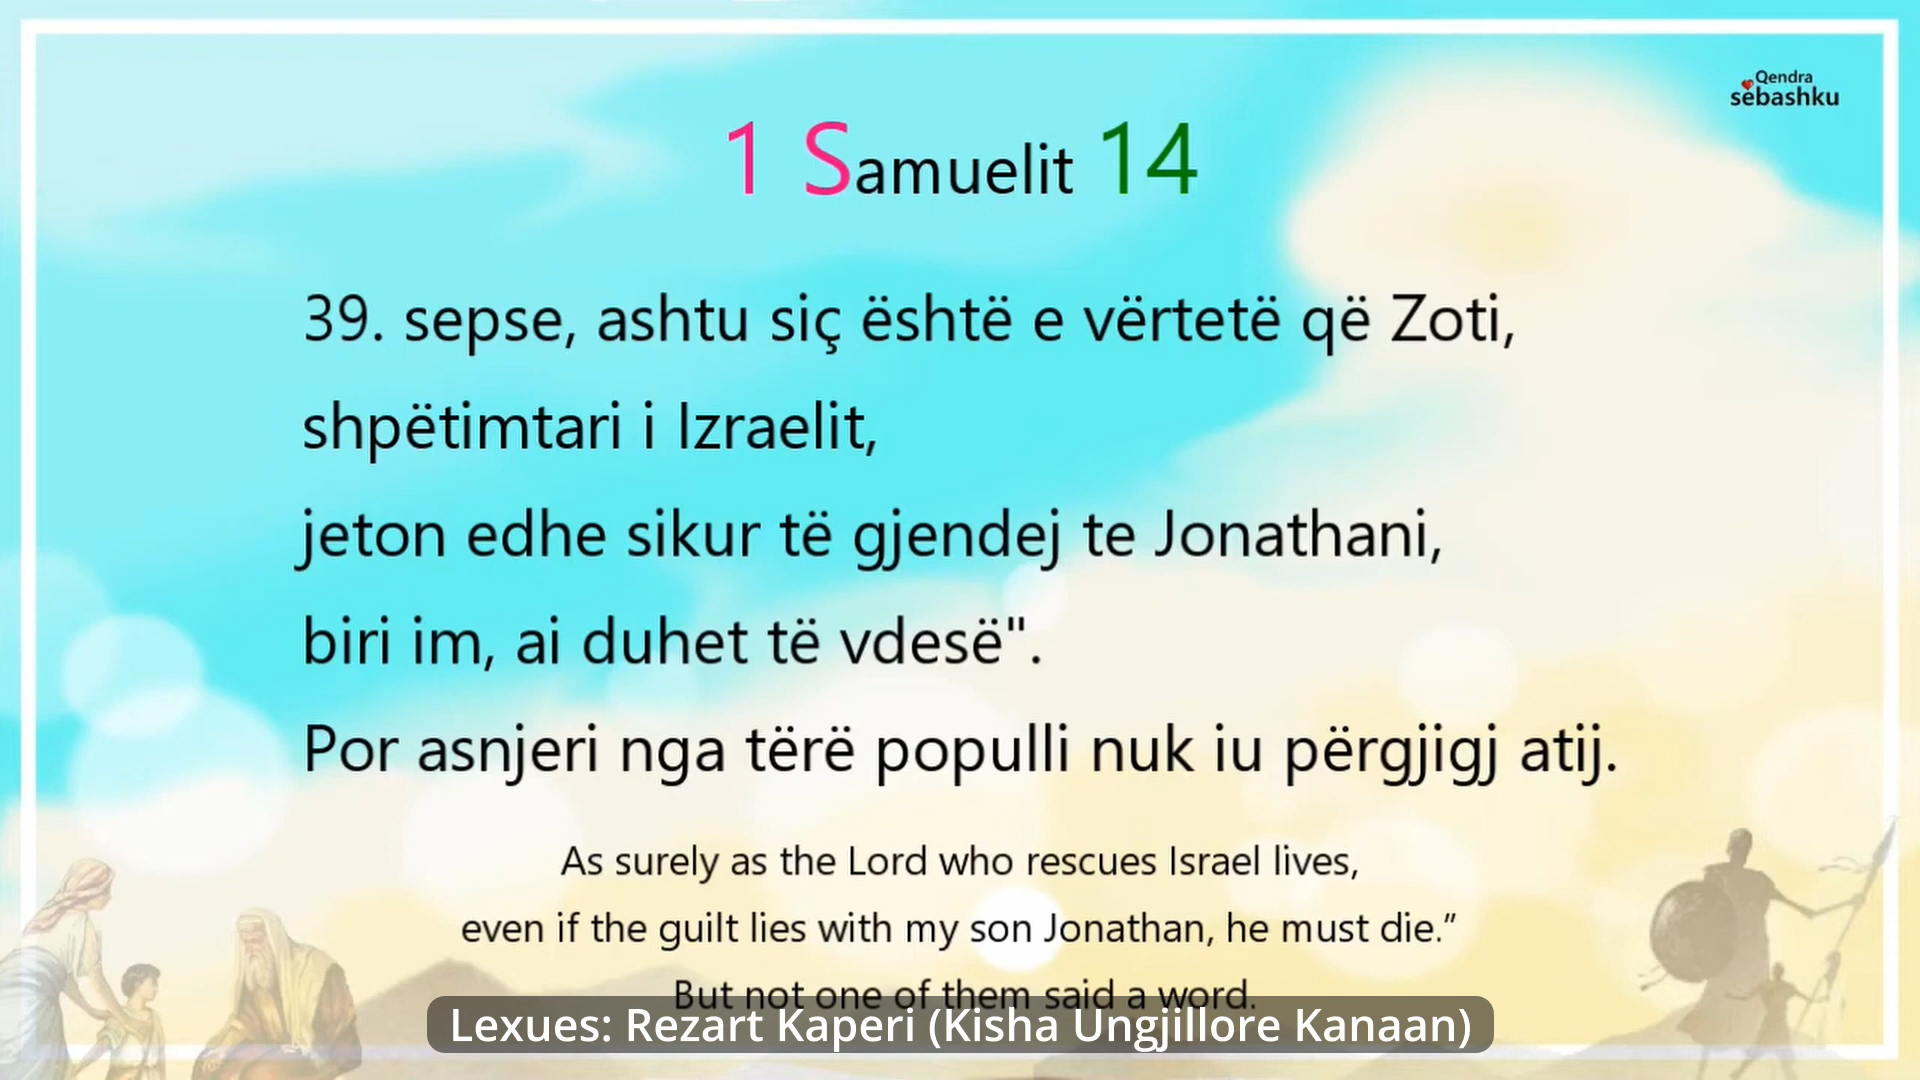 Qendra
sëbashku
1 Samuelit 14
39. sepse, ashtu siç është e vërtetë që Zoti,
shpëtimtari i Izraelit,
jeton edhe sikur të gjendej te Jonathani,
biri im, ai duhet të vdesë".
Por asnjeri nga tërë populli nuk iu përgjigj atij.
As surely as the Lord who rescues Israel lives,
even if the guilt lies with my son Jonathan, he must die.”
But not one of them said a word.
Lexues: Rezart Kaperi (Kisha Ungjillore Kanaan)